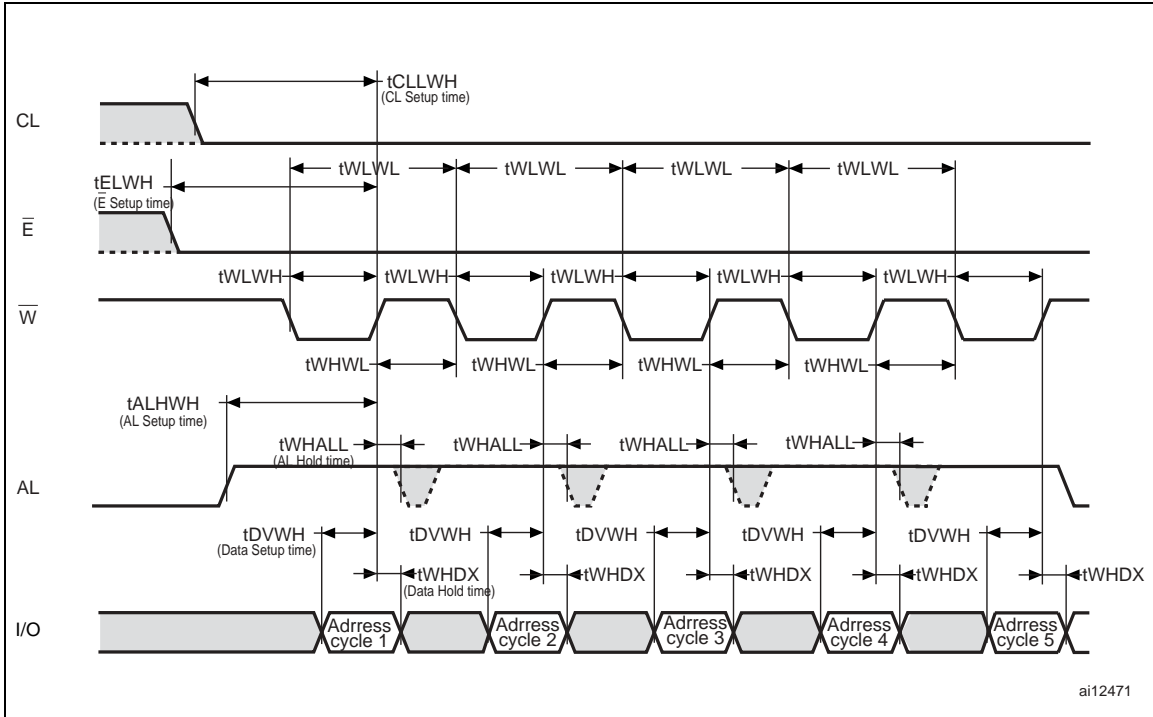 tCLLWH
(CL Setup time)
CL
tWLWL tWLWL tWLWL tWLWL
tELWH
(E Setup time)
E
tWLWH tWLWH tWLWH tWLWH tWLWH
W
tWHWL tWHWL tWHWL tWHWL
tALHWH
(AL Setup time)
tWHALL tWHALL tWHALL tWHALL
(AL Hold time)
AL
tDVWH tDVWH tDVWH tDVWH tDVWH
(Data Setup time)
tWHDX tWHDX tWHDX tWHDX tWHDX
(Data Hold time)
I/O
Adrress
cycle 1
Adrress
cycle 2
Adrress
cycle 3
Adrress
cycle 4
Adrress
cycle 5
ai12471